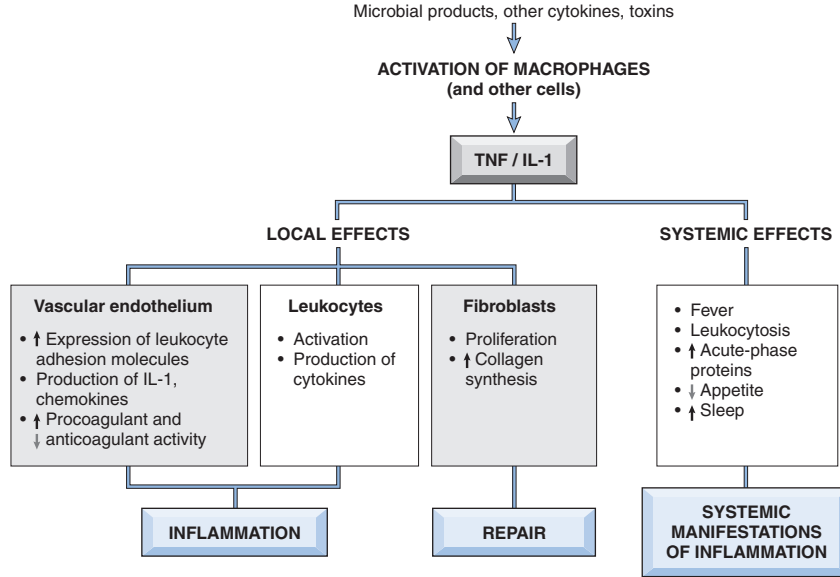 Microbial products, other cytokines, toxins
ACTIVATION OF MACROPHAGES
(and other cells)
TNF / IL-1
LOCAL EFFECTS
SYSTEMIC EFFECTS
Vascular endothelium
• ↑ Expression of leukocyte
adhesion molecules
• Production of IL-1,
chemokines
• ↑ Procoagulant and
↓ anticoagulant activity
Leukocytes
• Activation
• Production of
cytokines
Fibroblasts
• Proliferation
• ↑ Collagen
synthesis
• Fever
• Leukocytosis
• ↑ Acute-phase
proteins
• ↓ Appetite
• ↑ Sleep
INFLAMMATION
REPAIR
SYSTEMIC
MANIFESTATIONS
OF INFLAMMATION